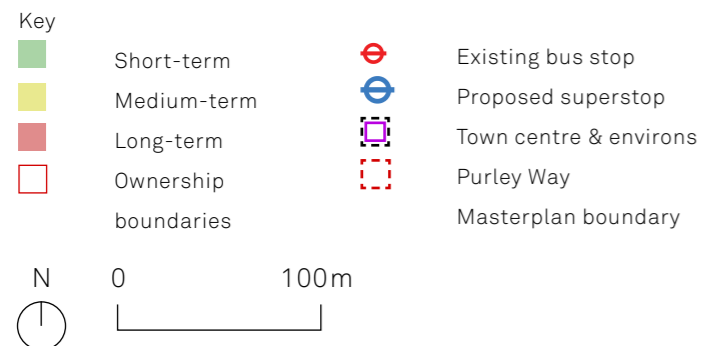 Key
Short-term
Medium-term
Long-term
Ownership
boundaries
Existing bus stop
Proposed superstop
Town centre & environs
Purley Way
Masterplan boundary
N
0
100m